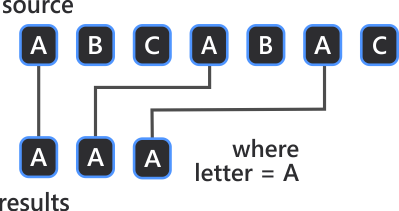 source
A B C A B A C
A A A
where
letter = A
results